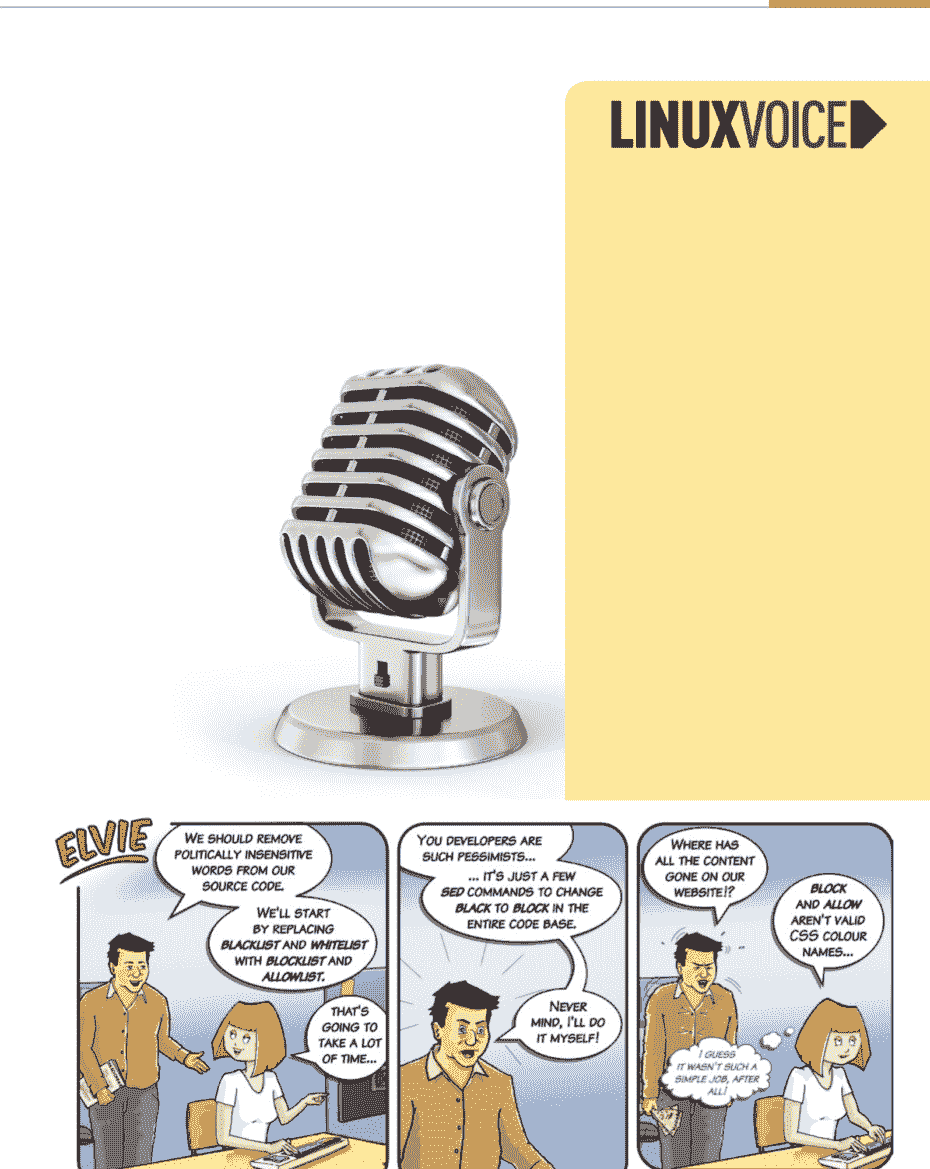 LINUXVOICE
ELVIE
WE SHOULD REMOVE
POLITICALLY INSENSITIVE
WORDS FROM OUR
SOURCE CODE.
WE'LL START
BY REPLACING
BLACKLIST AND WHITELIST
WITH BLOCKLIST AND
ALLOWLIST.
THAT'S
GOING TO
TAKE A LOT
OF TIME...
YOU DEVELOPERS ARE
SUCH PESSIMISTS...
... IT'S JUST A FEW
SED COMMANDS TO CHANGE
BLACK TO BLOCK IN THE
ENTIRE CODE BASE.
NEVER
MIND, I'LL DO
IT MYSELF!
WHERE HAS
ALL THE CONTENT
GONE ON OUR
WEBSITE!?
BLOCK
AND ALLOW
AREN'T VALID
CSS COLOUR
NAMES...
I GUESS
IT WASN'T SUCH A
SIMPLE JOB, AFTER
ALL!